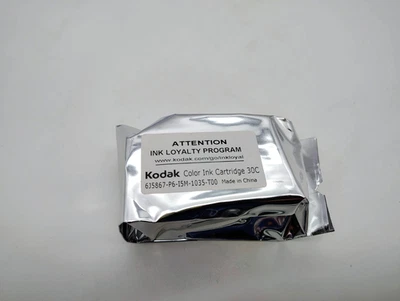 ATTENTION
INK LOYALTY PROGRAM
www.kodak.com/go/inkloyal
Kodak Color Ink Cartridge 30C
6J5867-P6-I5M-1035-T00 Made in China